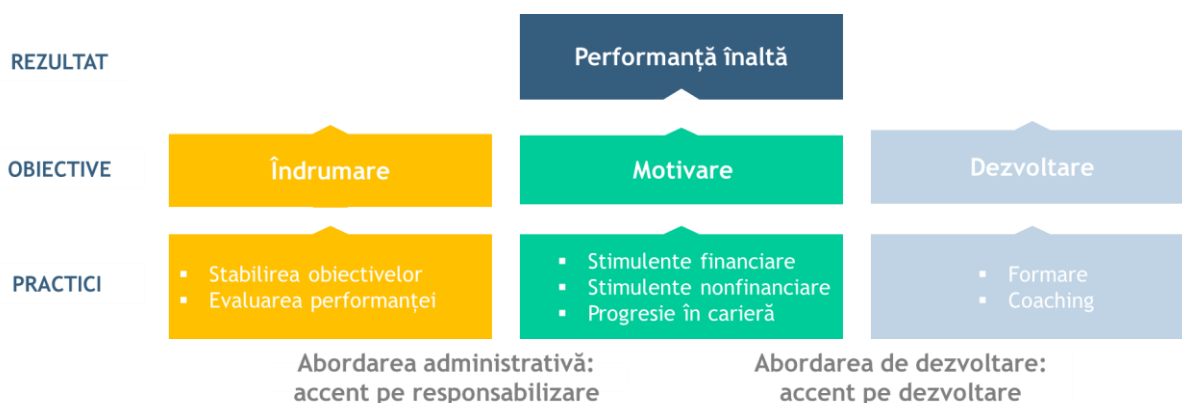 REZULTAT
Performanță înaltă
OBIECTIVE
Îndrumare
Motivare
Dezvoltare
PRACTICI
▪ Stabilirea obiectivelor
▪ Evaluarea performanței
▪ Stimulente financiare
▪ Stimulente nonfinanciare
▪ Progresie în carieră
▪ Formare
▪ Coaching
Abordarea administrativă:
accent pe responsabilizare
Abordarea de dezvoltare:
accent pe dezvoltare